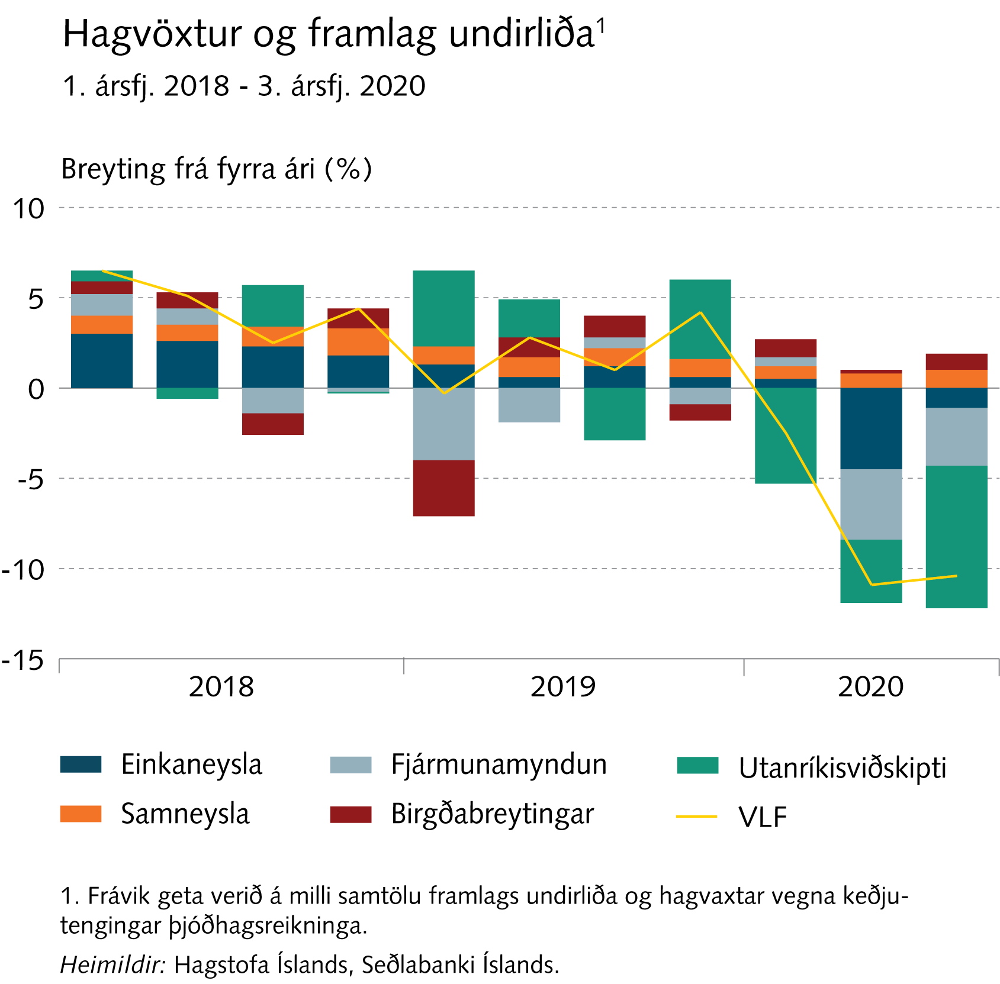 Hagvöxtur og framlag undirliða¹
1. ársfj. 2018 - 3. ársfj. 2020
Breyting frá fyrra ári (%)
10
5
0
-5
-10
-15
2018 2019 2020
Einkaneysla Fjármunamyndun Utanríkisviðskipti
Samneysla Birgðabreytingar VLF
1. Frávik geta verið á milli samtölu framlags undirliða og hagvaxtar vegna keðju-
tengingar þjóðhagsreikninga.
Heimildir: Hagstofa Íslands, Seðlabanki Íslands.